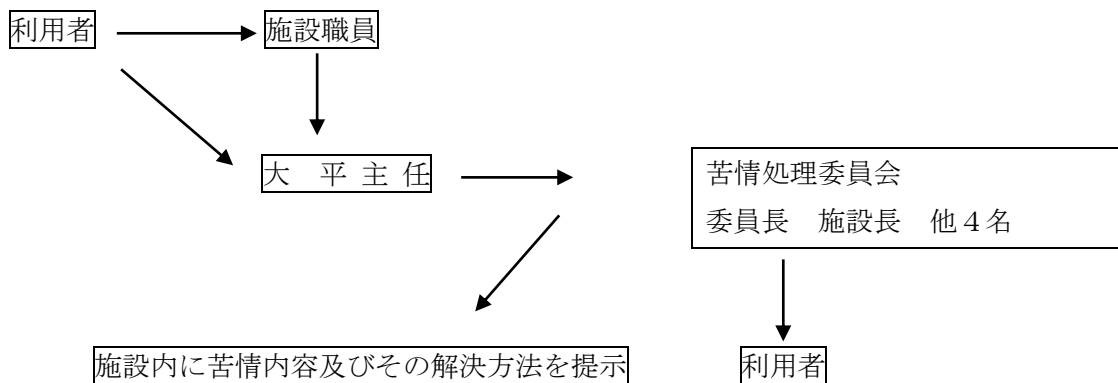 利用者
施設職員
大　平 主 任
苦情処理委員会
委員長　施設長　他４名
施設内に苦情内容及びその解決方法を提示
利用者